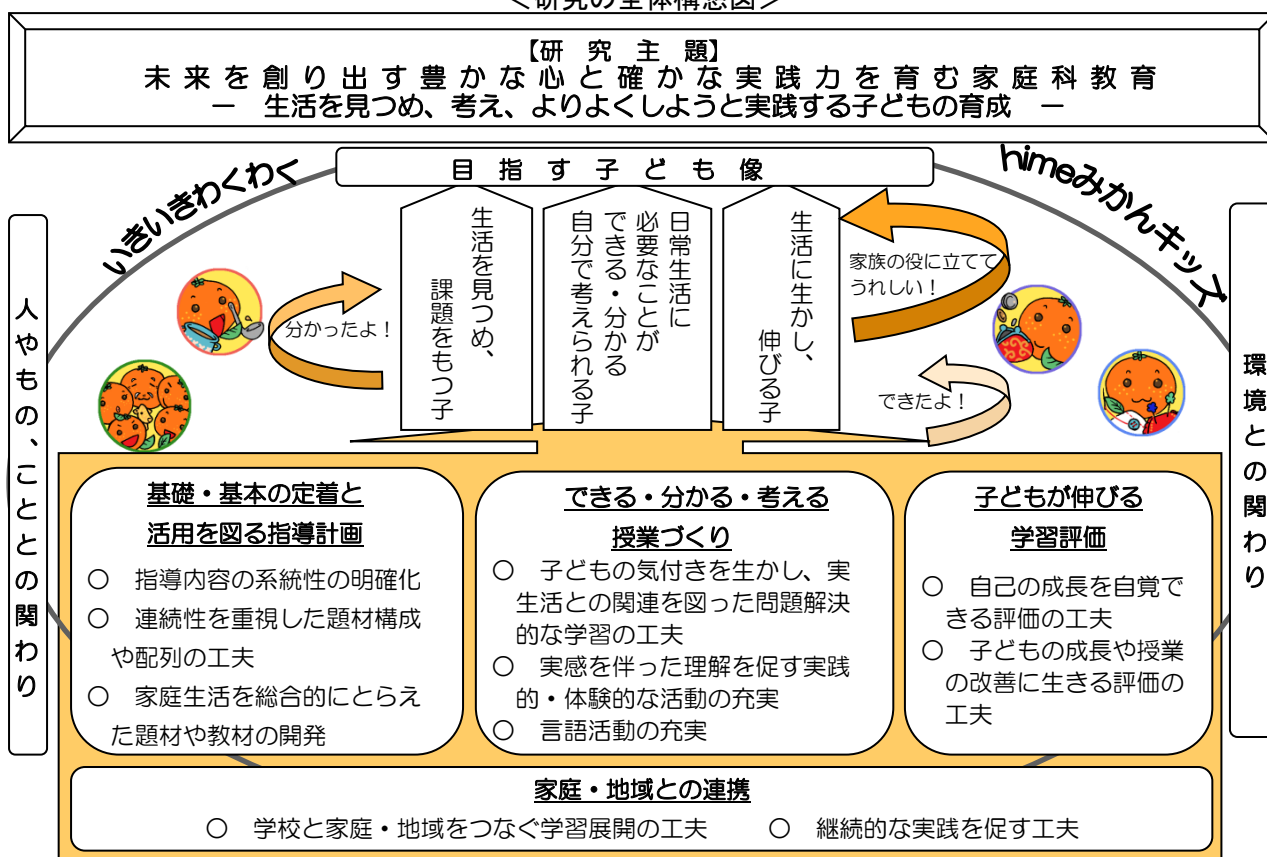 ＜研究の全体構想図＞
【研究主題】
未来を創り出す豊かな心と確かな実践力を育む家庭科教育
－ 生活を見つめ、考え、よりよくしようと実践する子どもの育成 －
目指す子ども像
いきいきわくわく
himeみかんキッズ
人やもの、こととの関わり
環境との関わり
生活を見つめ、
課題をもつ子
日常生活に
必要なことが
できる・分かる
自分で考えられる子
生活に生かし、
伸びる子
分かったよ！
家族の役に立てて
うれしい！
できたよ！
基礎・基本の定着と
活用を図る指導計画
○ 指導内容の系統性の明確化
○ 連続性を重視した題材構成
や配列の工夫
○ 家庭生活を総合的にとらえ
た題材や教材の開発
できる・分かる・考える
授業づくり
○ 子どもの気付きを生かし、実
生活との関連を図った問題解決
的な学習の工夫
○ 実感を伴った理解を促す実践
的・体験的な活動の充実
○ 言語活動の充実
子どもが伸びる
学習評価
○ 自己の成長を自覚で
きる評価の工夫
○ 子どもの成長や授業
の改善に生きる評価の
工夫
家庭・地域との連携
○ 学校と家庭・地域をつなぐ学習展開の工夫 ○ 継続的な実践を促す工夫